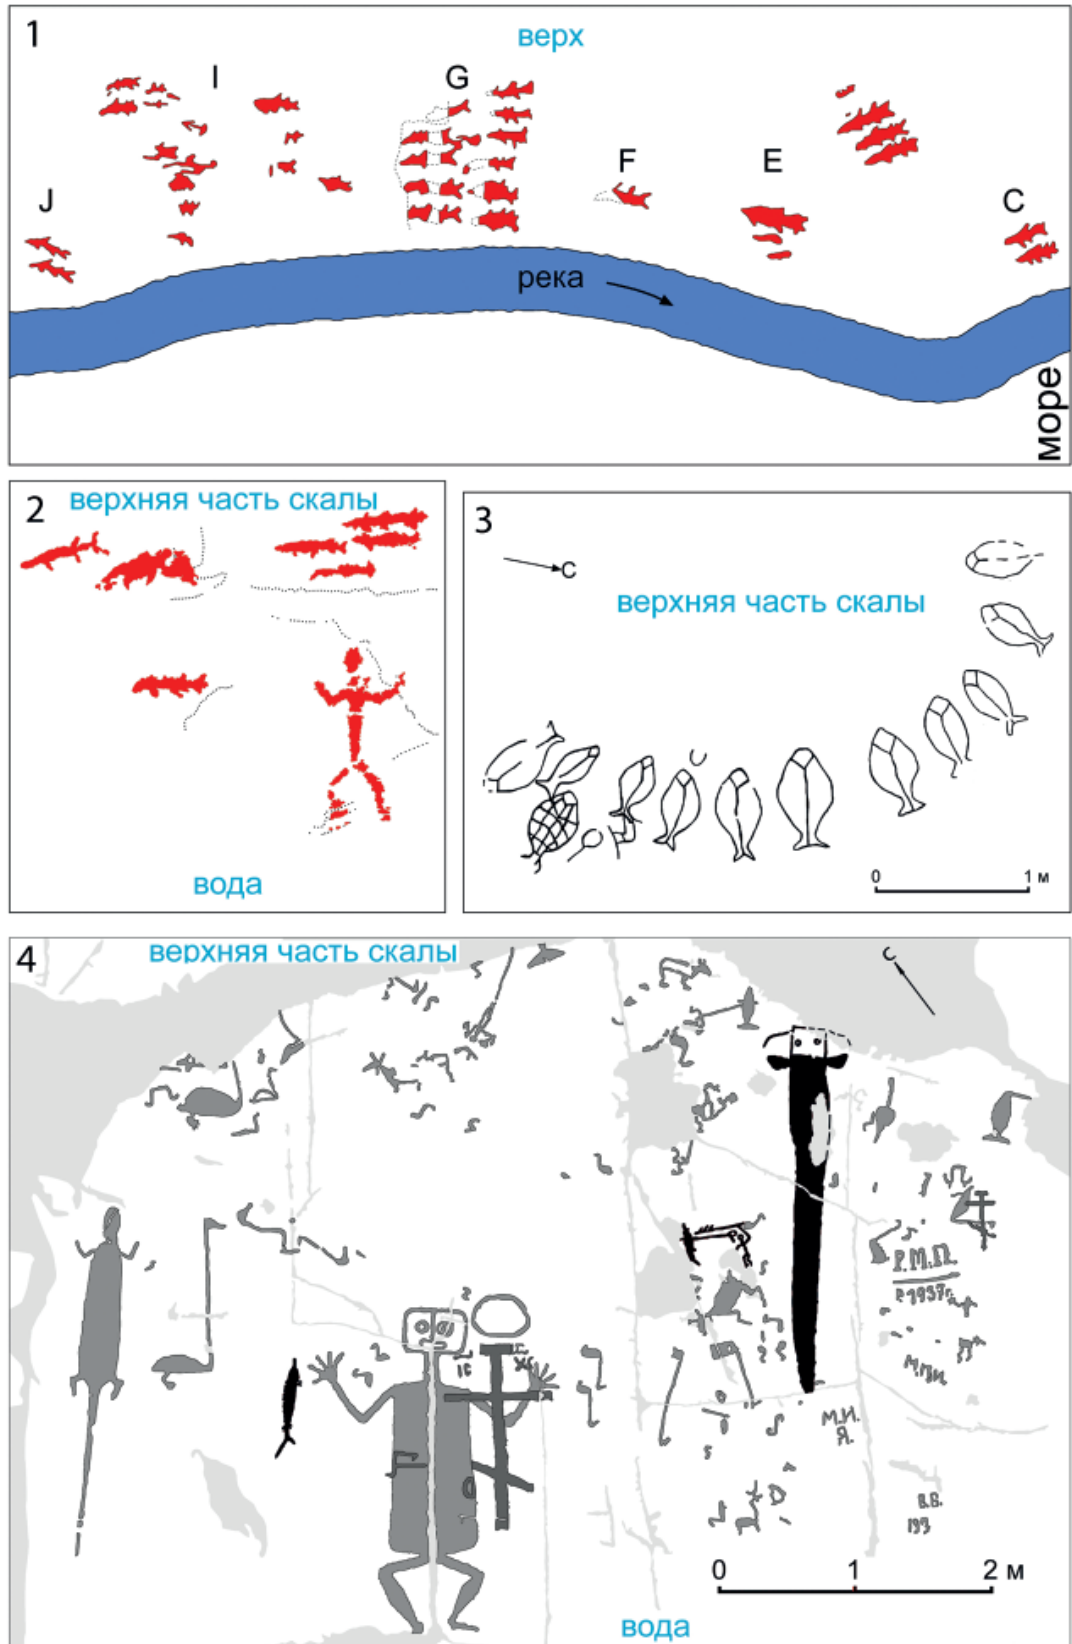 1
верх
I
G
J
F
E
C
река
море
2
верхняя часть скалы
вода
3
С
верхняя часть скалы
0 1 м
4
верхняя часть скалы
С
Р.М.П.
М.И.
Я.
В.В.
193
0 1 2 м
вода